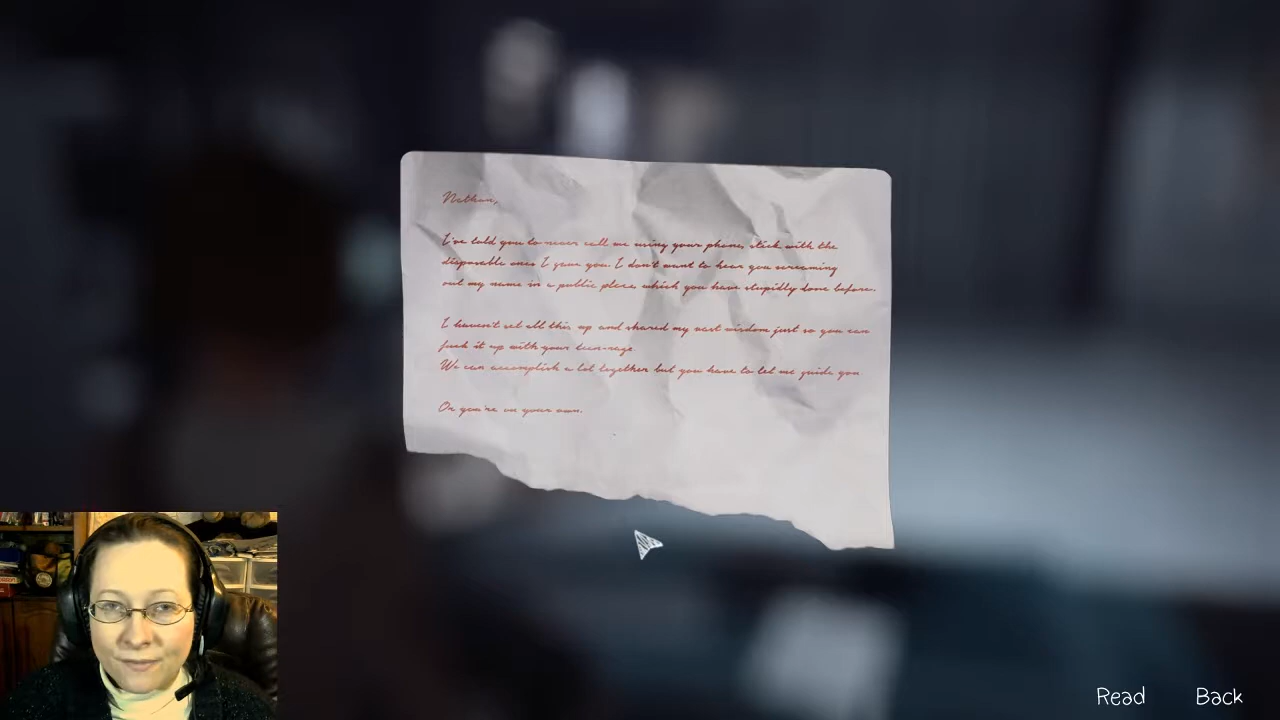 Nathan,
I've told you to never call me using your phone, stick with the
disposable ones I gave you. I don't want to hear you screaming
out my name in a public place, which you have stupidly done before.
I haven't set all this up and shared my vast wisdom just so you can
fuck it up with your teen-rage.
We can accomplish a lot together but you have to let me guide you.
Or you're on your own.
Read Back